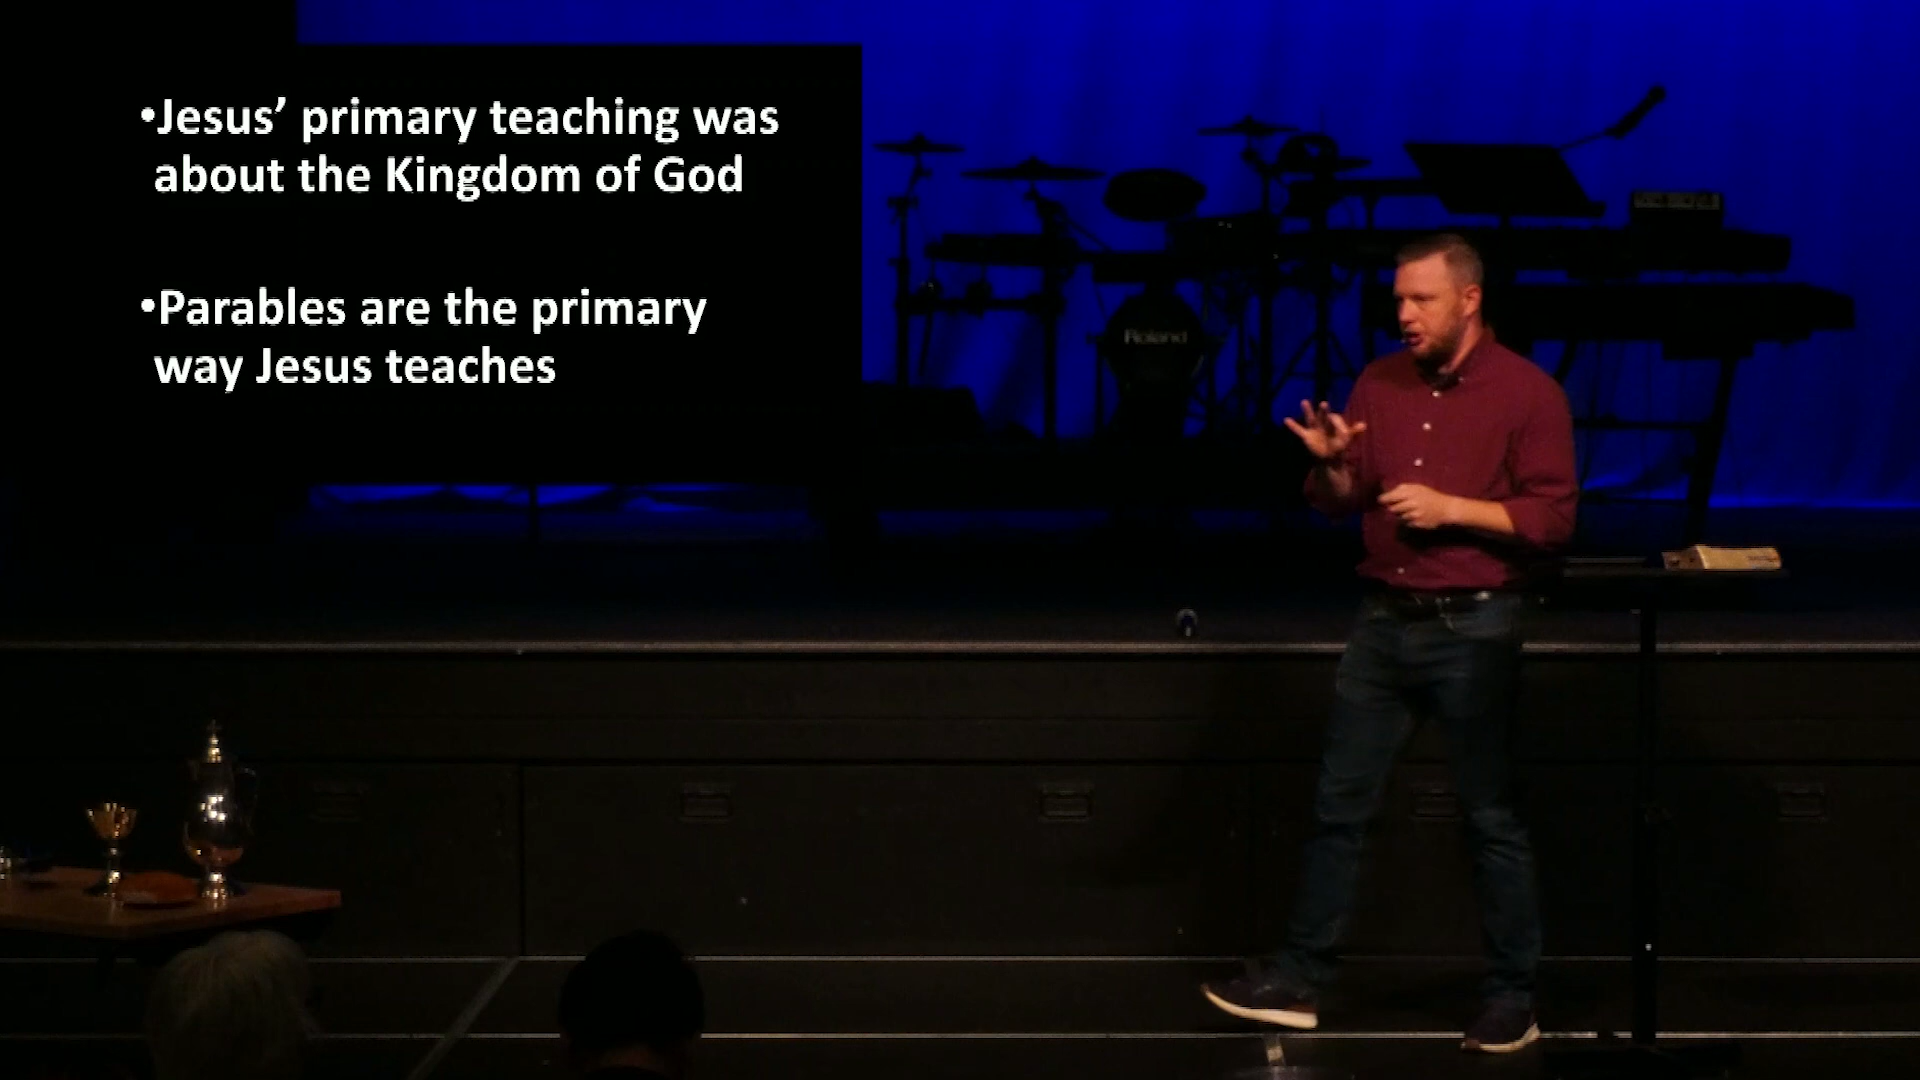 •Jesus’ primary teaching was
about the Kingdom of God
•Parables are the primary
way Jesus teaches
Roland